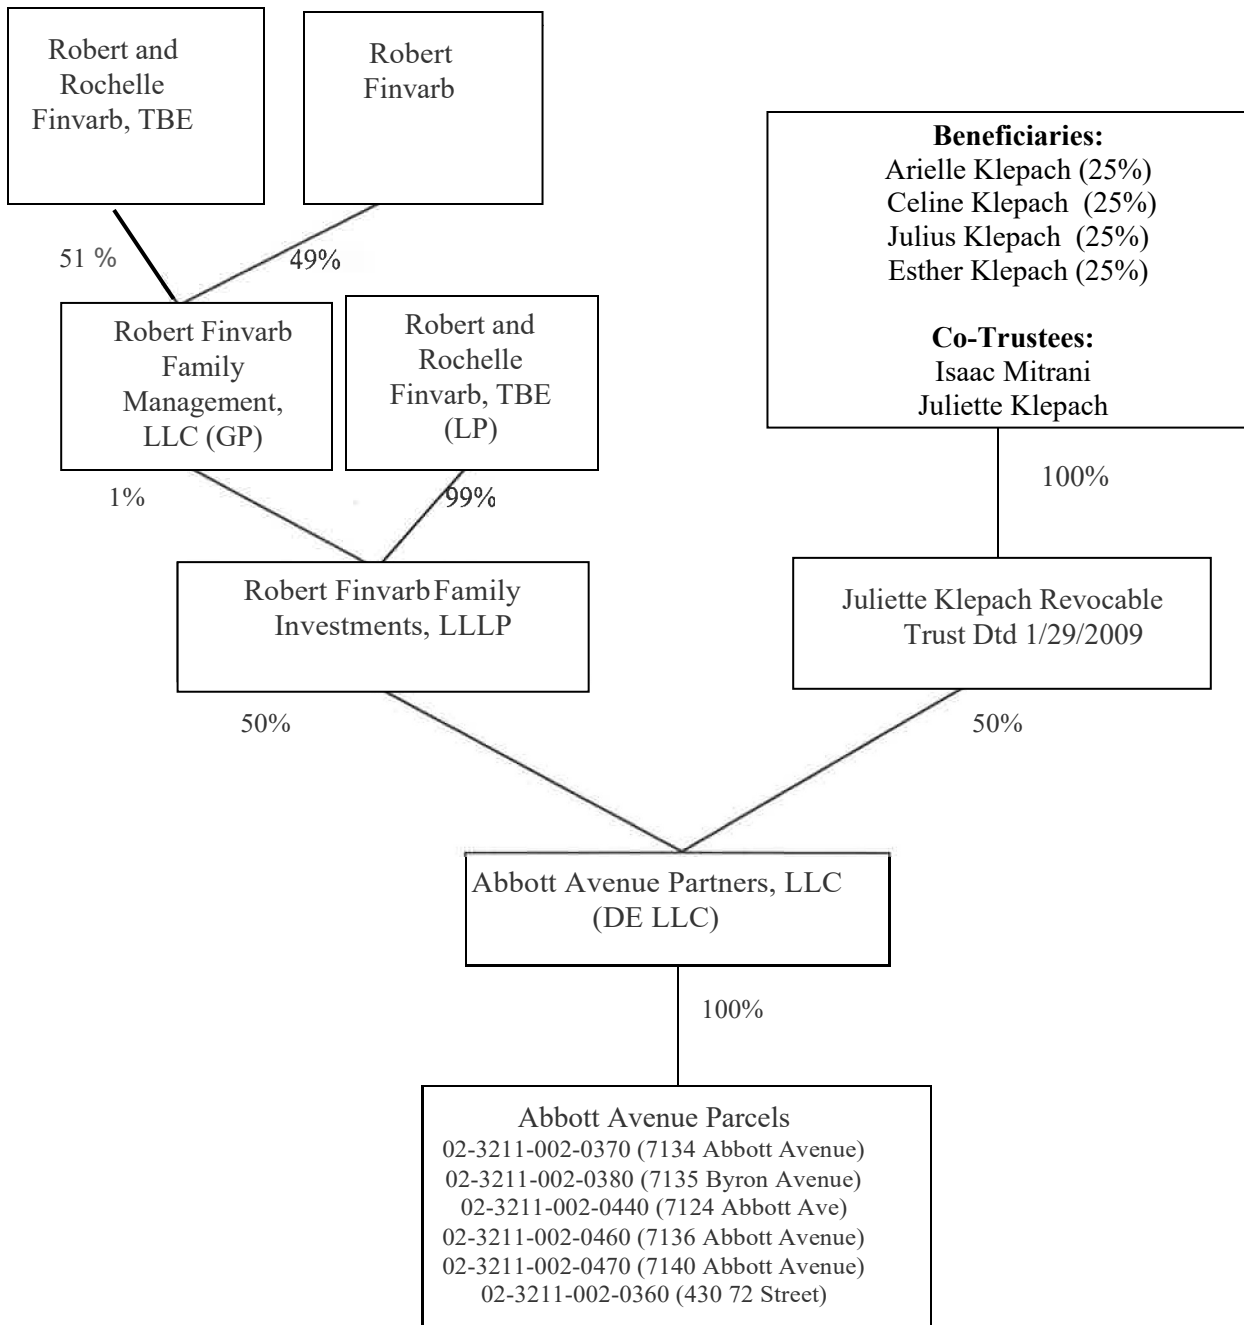 Robert and
Rochelle
Finvarb, TBE
Robert
Finvarb
Beneficiaries:
Arielle Klepach (25%)
Celine Klepach (25%)
Julius Klepach (25%)
Esther Klepach (25%)
Co-Trustees:
Isaac Mitrani
Juliette Klepach
51 %
49%
Robert Finvarb
Family
Management,
LLC (GP)
Robert and
Rochelle
Finvarb, TBE
(LP)
100%
1%
99%
Robert Finvarb Family
Investments, LLLP
Juliette Klepach Revocable
Trust Dtd 1/29/2009
50%
50%
Abbott Avenue Partners, LLC
(DE LLC)
100%
Abbott Avenue Parcels
02-3211-002-0370 (7134 Abbott Avenue)
02-3211-002-0380 (7135 Byron Avenue)
02-3211-002-0440 (7124 Abbott Ave)
02-3211-002-0460 (7136 Abbott Avenue)
02-3211-002-0470 (7140 Abbott Avenue)
02-3211-002-0360 (430 72 Street)